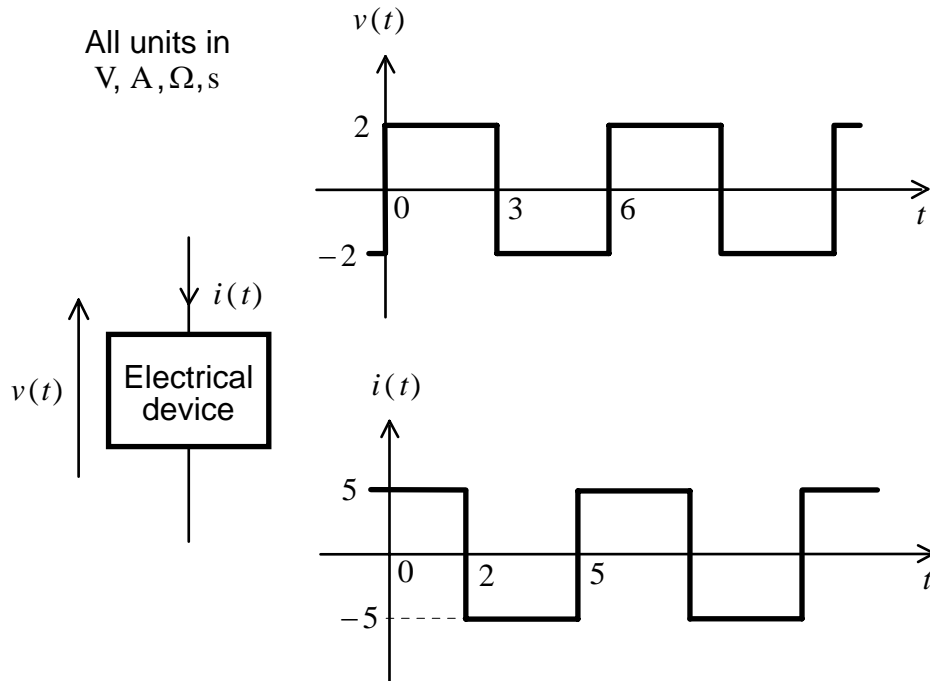 All units in
V, A, Ω, s
v(t)
2
0 3 6
t
−2
i(t)
v(t)
Electrical
device
i(t)
5
0 2 5
t
−5